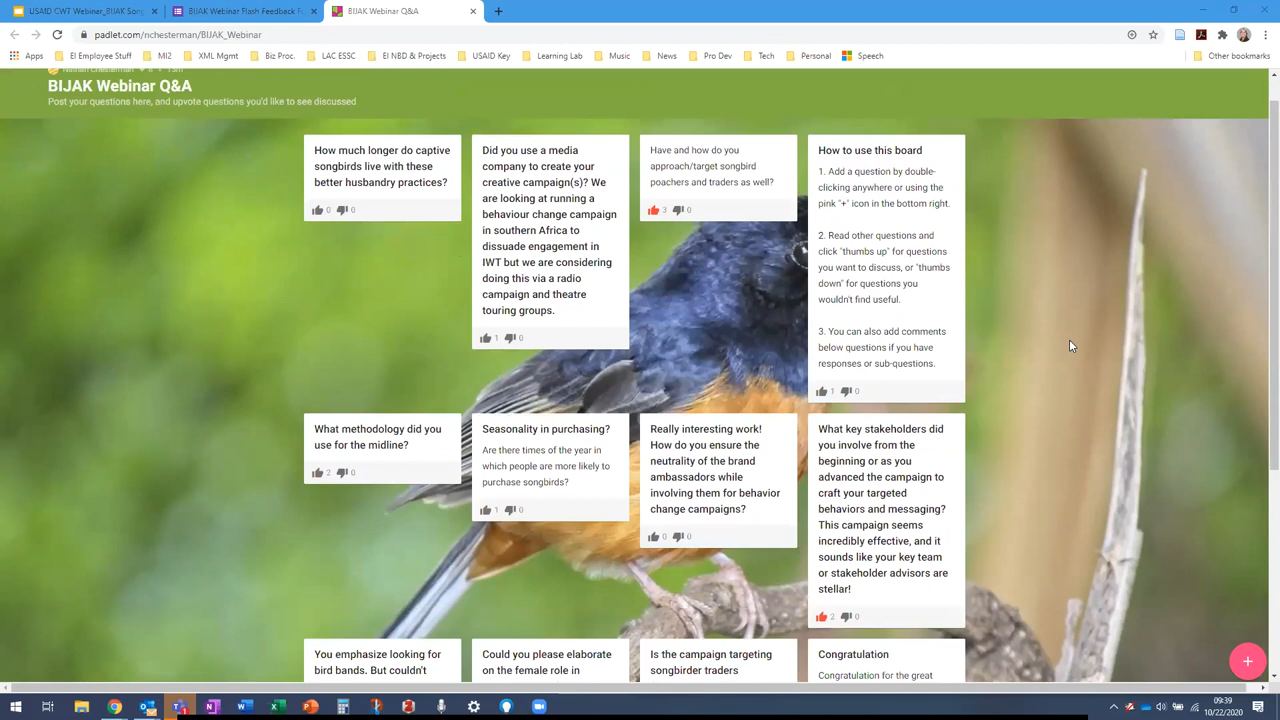 USAID CWT Webinar_BIJAK Song
BIJAK Webinar Flash Feedback Fo
BIJAK Webinar Q&A
padlet.com/nchesterman/BIJAK_Webinar
Apps
EI Employee Stuff
MI2
XML Mgmt
Biz Proc.
LAC ESSC
EI NBD & Projects
USAID Key
Learning Lab
Music
News
Pro Dev
Tech
Personal
Speech
Other bookmarks
BIJAK Webinar Q&A
Post your questions here, and upvote questions you'd like to see discussed
How much longer do captive
songbirds live with these
better husbandry practices?
0 0
Did you use a media
company to create your
creative campaign(s)? We
are looking at running a
behaviour change campaign
in southern Africa to
dissuade engagement in
IWT but we are considering
doing this via a radio
campaign and theatre
touring groups.
1 0
Have and how do you
approach/target songbird
poachers and traders as well?
3 0
How to use this board
1. Add a question by double-
clicking anywhere or using the
pink "+" icon in the bottom right.
2. Read other questions and
click "thumbs up" for questions
you want to discuss, or "thumbs
down" for questions you
wouldn't find useful.
3. You can also add comments
below questions if you have
responses or sub-questions.
1 0
What methodology did you
use for the midline?
2 0
Seasonality in purchasing?
Are there times of the year in
which people are more likely to
purchase songbirds?
1 0
Really interesting work!
How do you ensure the
neutrality of the brand
ambassadors while
involving them for behavior
change campaigns?
0 0
What key stakeholders did
you involve from the
beginning or as you
advanced the campaign to
craft your targeted
behaviors and messaging?
This campaign seems
incredibly effective, and it
sounds like your key team
or stakeholder advisors are
stellar!
2 0
You emphasize looking for
bird bands. But couldn't
Could you please elaborate
on the female role in
Is the campaign targeting
songbirder traders
Congratulation
Congratulation for the great
09:39
10/22/2020